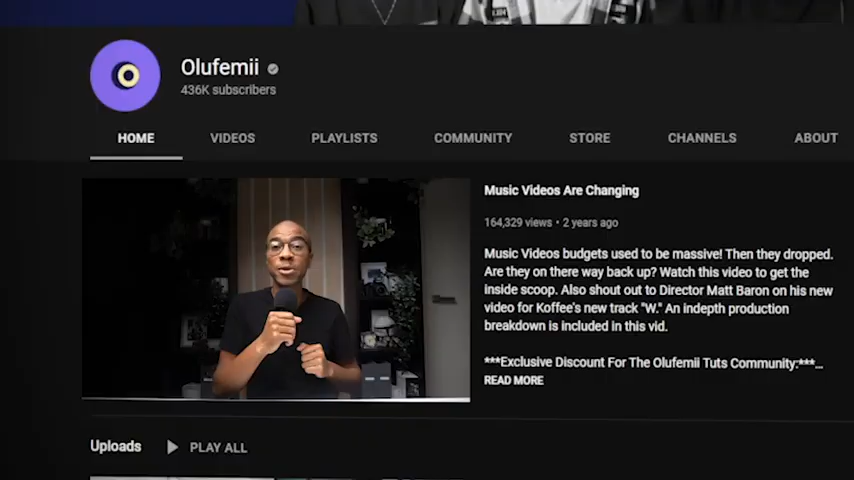 Olufemii
436K subscribers
HOME VIDEOS PLAYLISTS COMMUNITY STORE CHANNELS ABOUT
Music Videos Are Changing
164,329 views • 2 years ago
Music Videos budgets used to be massive! Then they dropped.
Are they on there way back up? Watch this video to get the
inside scoop. Also shout out to Director Matt Baron on his new
video for Koffee's new track "W." An indepth production
breakdown is included in this vid.
***Exclusive Discount For The Olufemii Tuts Community:***...
READ MORE
Uploads PLAY ALL